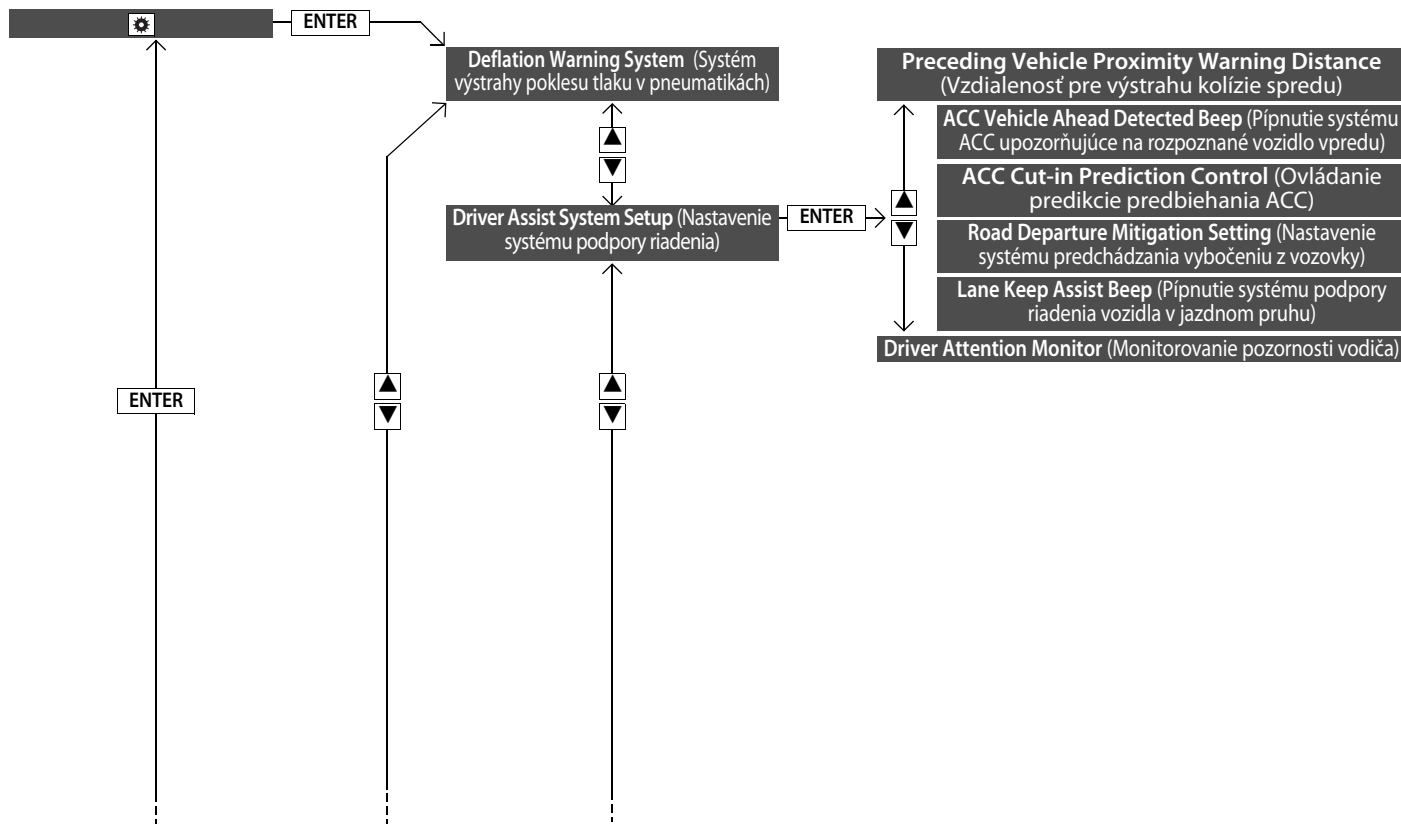 ENTER
Deflation Warning System (Systém
výstrahy poklesu tlaku v pneumatikách)
Preceding Vehicle Proximity Warning Distance
(Vzdialenosť pre výstrahu kolízie spredu)
ACC Vehicle Ahead Detected Beep (Pípnutie systému
ACC upozorňujúce na rozpoznané vozidlo vpredu)
ACC Cut-in Prediction Control (Ovládanie
predikcie predbiehania ACC)
Driver Assist System Setup (Nastavenie
systému podpory riadenia)
ENTER
Road Departure Mitigation Setting (Nastavenie
systému predchádzania vybočeniu z vozovky)
Lane Keep Assist Beep (Pípnutie systému podpory
riadenia vozidla v jazdnom pruhu)
Driver Attention Monitor (Monitorovanie pozornosti vodiča)
ENTER